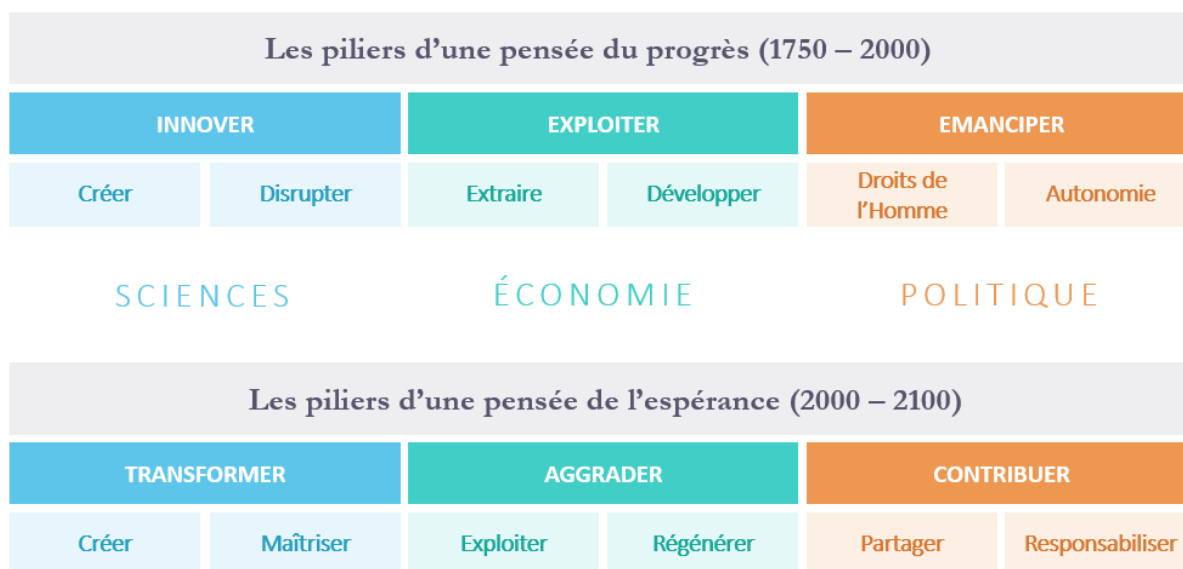 Les piliers d’une pensée du progrès (1750 – 2000)
INNOVER
EXPLOITER
EMANCIPER
Créer
Disrupter
Extraire
Développer
Droits de
l’Homme
Autonomie
SCIENCES
ÉCONOMIE
POLITIQUE
Les piliers d’une pensée de l’espérance (2000 – 2100)
TRANSFORMER
AGGRADER
CONTRIBUER
Créer
Maîtriser
Exploiter
Régénérer
Partager
Responsabiliser